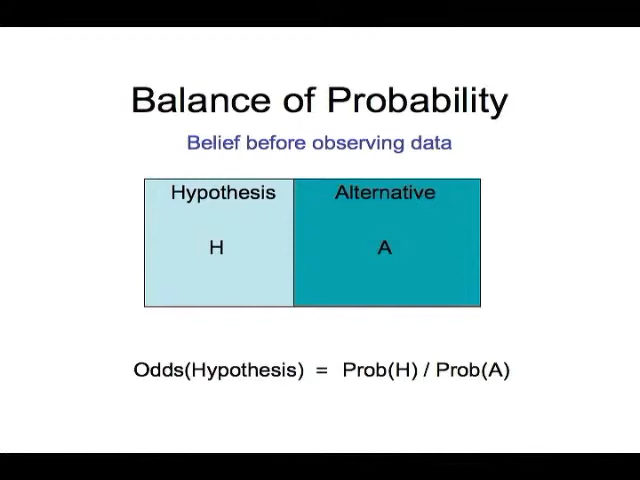 Balance of Probability
Belief before observing data
Hypothesis Alternative
H A
Odds(Hypothesis) = Prob(H) / Prob(A)